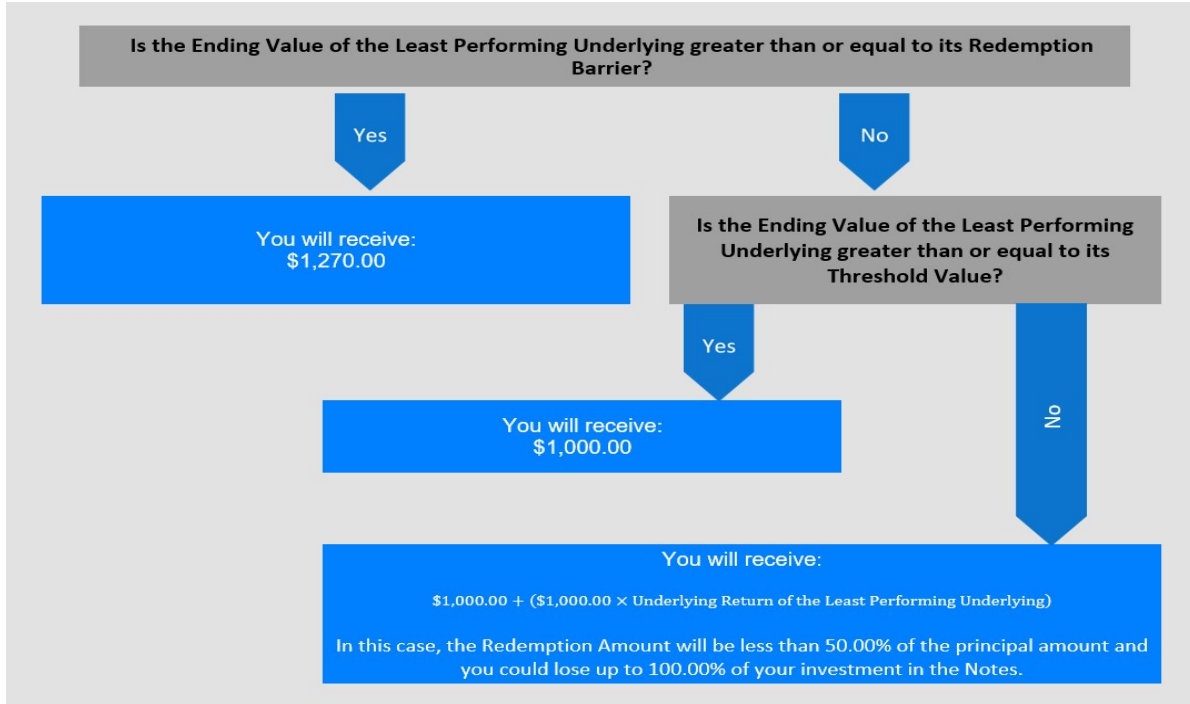 Is the Ending Value of the Least Performing Underlying greater than or equal to its Redemption
Barrier?
Yes
No
You will receive:
$1,270.00
Is the Ending Value of the Least Performing
Underlying greater than or equal to its
Threshold Value?
Yes
No
You will receive:
$1,000.00
You will receive:
$1,000.00 + ($1,000.00 × Underlying Return of the Least Performing Underlying)
In this case, the Redemption Amount will be less than 50.00% of the principal amount and
you could lose up to 100.00% of your investment in the Notes.